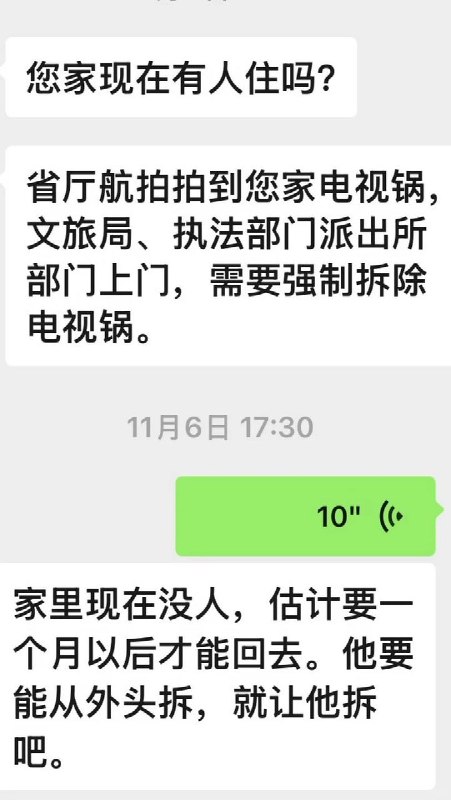 您家现在有人住吗?
省厅航拍拍到您家电视锅,
文旅局、执法部门派出所
部门上门，需要强制拆除
电视锅。
11月6日 17:30
10"
家里现在没人，估计要一
个月以后才能回去。他要
能从外头拆，就让他拆
吧。